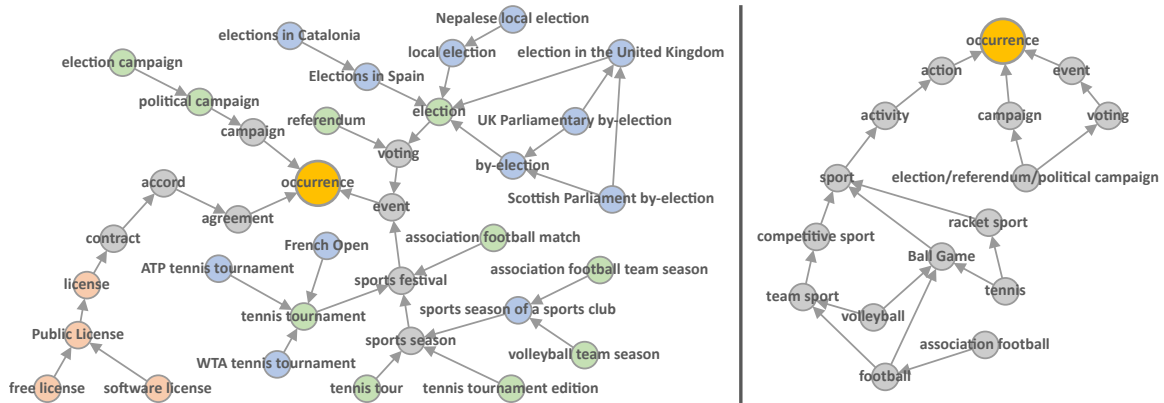 Nepalese local election
elections in Catalonia
local election
election in the United Kingdom
election campaign
Elections in Spain
political campaign
referendum
election
UK Parliamentary by-election
campaign
voting
by-election
accord
occurrence
Scottish Parliament by-election
agreement
event
contract
French Open
association football match
ATP tennis tournament
association football team season
license
sports festival
tennis tournament
sports season of a sports club
Public License
sports season
WTA tennis tournament
volleyball team season
free license
software license
tennis tour
tennis tournament edition
occurrence
action
event
activity
campaign
voting
sport
election/referendum/political campaign
racket sport
competitive sport
Ball Game
team sport
tennis
volleyball
association football
football